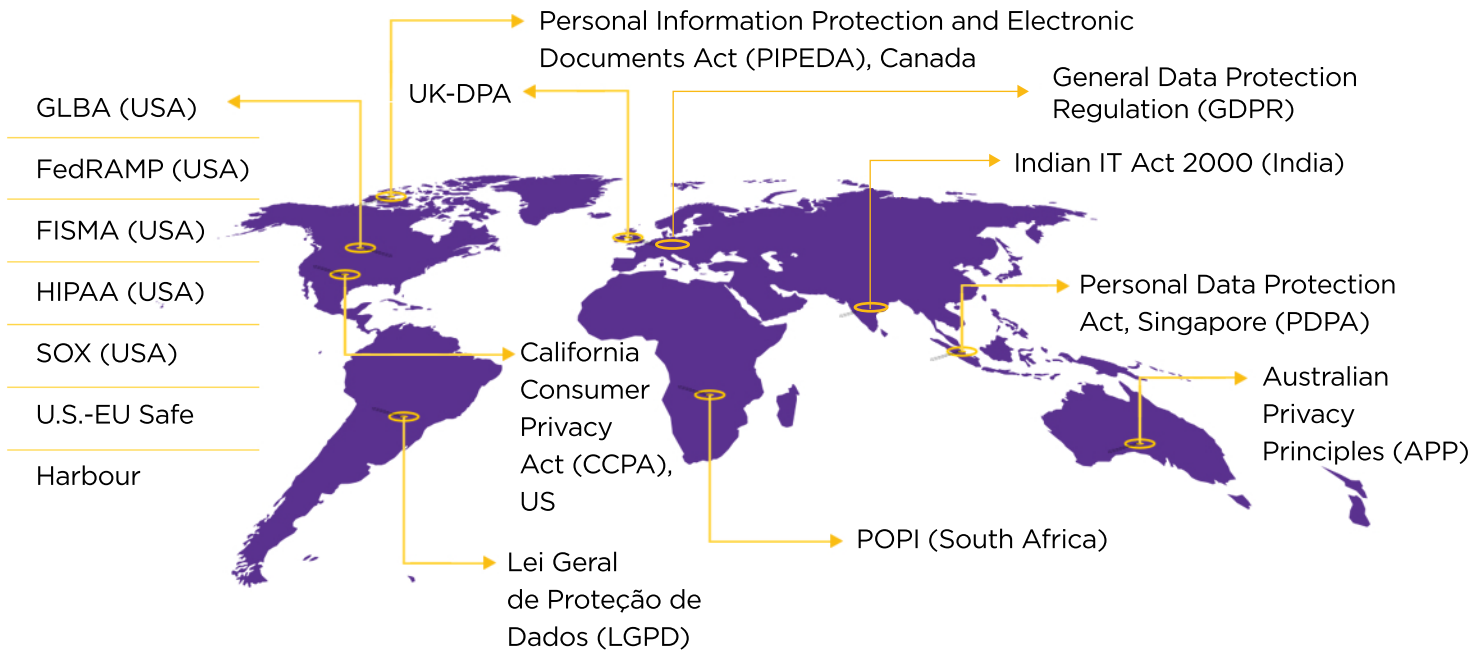 Personal Information Protection and Electronic
Documents Act (PIPEDA), Canada
UK-DPA
General Data Protection
Regulation (GDPR)
GLBA (USA)
FedRAMP (USA)
FISMA (USA)
HIPAA (USA)
SOX (USA)
U.S.-EU Safe
Harbour
Indian IT Act 2000 (India)
Personal Data Protection
Act, Singapore (PDPA)
California
Consumer
Privacy
Act (CCPA),
US
Australian
Privacy
Principles (APP)
POPI (South Africa)
Lei Geral
de Proteção de
Dados (LGPD)